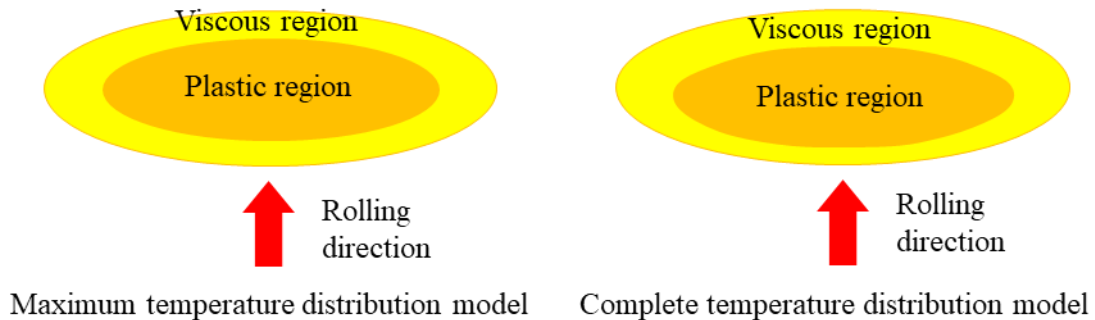 Viscous region
Plastic region
Rolling
direction
Maximum temperature distribution model
Viscous region
Plastic region
Rolling
direction
Complete temperature distribution model